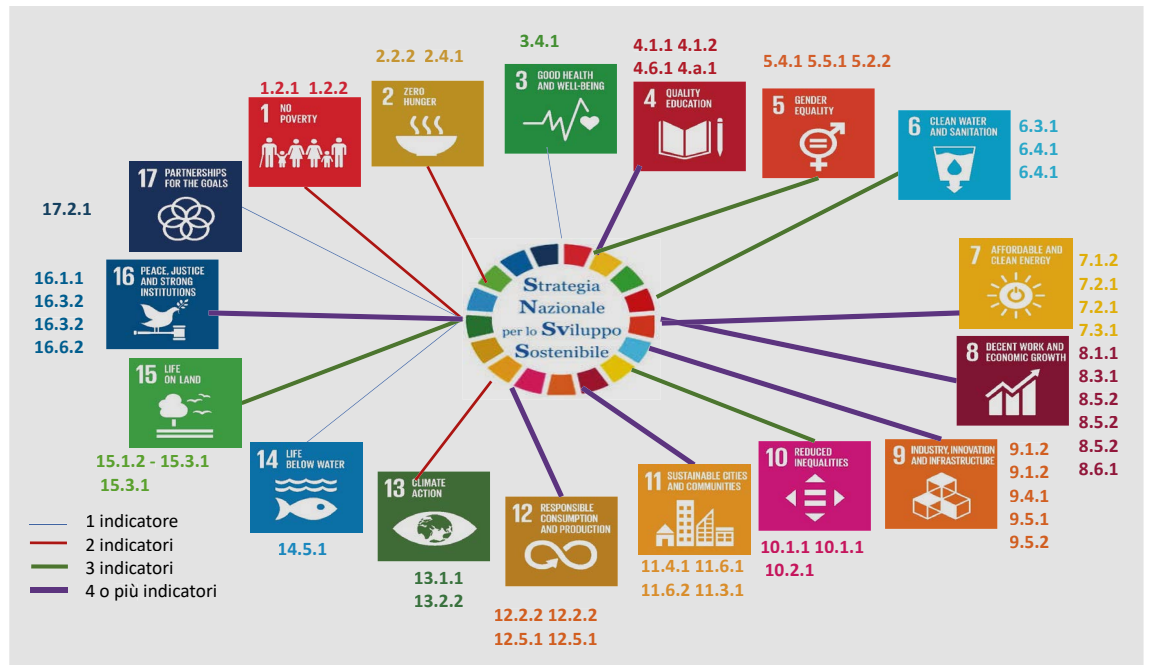 1.2.1 1.2.2
1 NO
POVERTY
2.2.2 2.4.1
2 ZERO
HUNGER
3.4.1
3 GOOD HEALTH
AND WELL-BEING
4.1.1 4.1.2
4.6.1 4.a.1
4 QUALITY
EDUCATION
5.4.1 5.5.1 5.2.2
5 GENDER
EQUALITY
6 CLEAN WATER
AND SANITATION
6.3.1
6.4.1
6.4.1
7 AFFORDABLE AND
CLEAN ENERGY
7.1.2
7.2.1
7.2.1
7.3.1
8 DECENT WORK AND
ECONOMIC GROWTH
8.1.1
8.3.1
8.5.2
8.5.2
8.5.2
8.6.1
9 INDUSTRY, INNOVATION
AND INFRASTRUCTURE
9.1.2
9.1.2
9.4.1
9.5.1
9.5.2
10 REDUCED
INEQUALITIES
10.1.1 10.1.1
10.2.1
11 SUSTAINABLE CITIES
AND COMMUNITIES
11.4.1 11.6.1
11.6.2 11.3.1
12 RESPONSIBLE
CONSUMPTION
AND PRODUCTION
12.2.2 12.2.2
12.5.1 12.5.1
13 CLIMATE
ACTION
13.1.1
13.2.2
14 LIFE
BELOW WATER
14.5.1
15 LIFE
ON LAND
15.1.2 - 15.3.1
15.3.1
16 PEACE, JUSTICE
AND STRONG
INSTITUTIONS
16.1.1
16.3.2
16.3.2
16.6.2
17 PARTNERSHIPS
FOR THE GOALS
17.2.1
Strategia
Nazionale
per lo SViluppo
Sostenibile
1 indicatore
2 indicatori
3 indicatori
4 o più indicatori